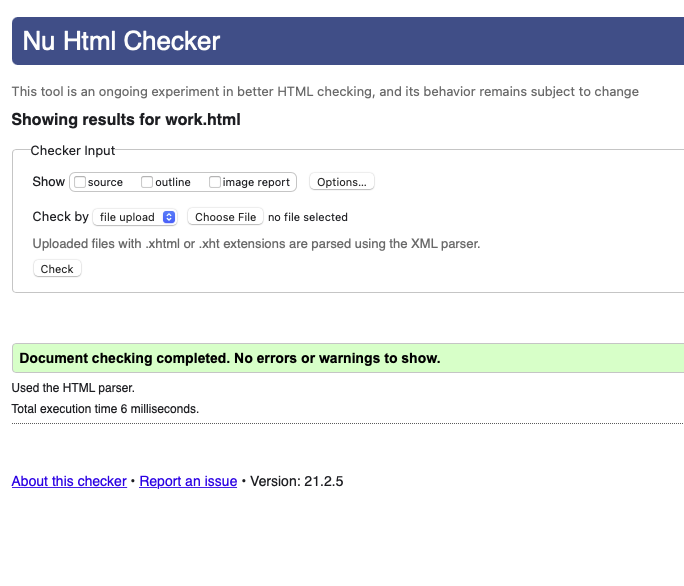 Nu Html Checker
This tool is an ongoing experiment in better HTML checking, and its behavior remains subject to change
Showing results for work.html
Checker Input
Show source outline image report Options...
Check by file upload Choose File no file selected
Uploaded files with .xhtml or .xht extensions are parsed using the XML parser.
Check
Document checking completed. No errors or warnings to show.
Used the HTML parser.
Total execution time 6 milliseconds.
About this checker • Report an issue • Version: 21.2.5